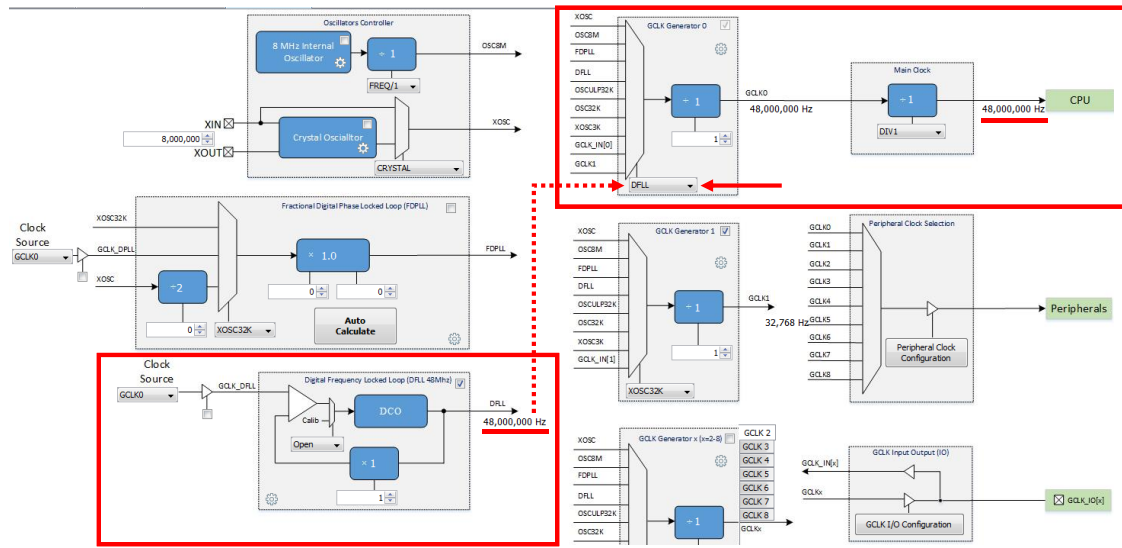 Oscillators Controller
8 MHz Internal
Oscillator
÷ 1
OSC8M
FREQ/1
XIN
8,000,000
XOUT
Crystal Oscialltor
XOSC
CRYSTAL
Fractional Digital Phase Locked Loop (FDPLL)
XOSC32K
Clock
Source
GCLK0
GCLK_DPLL
XOSC
÷2
0
XOSC32K
× 1.0
0
0
FDPLL
Auto
Calculate
Clock
Source
GCLK0
GCLK_DFLL
Digital Frequency Locked Loop (DFLL 48Mhz)
Calib
Open
DCO
× 1
1
DFLL
48,000,000 Hz
XOSC
OSC8M
FDPLL
DFLL
OSCULP32K
OSC32K
XOSC3K
GCLK_IN[0]
GCLK1
GCLK Generator 0
÷ 1
1
DFLL
GCLK0
48,000,000 Hz
Main Clock
÷ 1
DIV1
48,000,000 Hz
CPU
XOSC
OSC8M
FDPLL
DFLL
OSCULP32K
OSC32K
XOSC3K
GCLK_IN[1]
GCLK Generator 1
÷ 1
1
XOSC32K
GCLK1
32,768 Hz
Peripheral Clock Selection
GCLK0
GCLK1
GCLK2
GCLK3
GCLK4
GCLK5
GCLK6
GCLK7
GCLK8
Peripheral Clock
Configuration
Peripherals
XOSC
OSC8M
FDPLL
DFLL
OSCULP32K
OSC32K
GCLK Generator x (x=2-8)
÷ 1
GCLK 2
GCLK 3
GCLK 4
GCLK 5
GCLK 6
GCLK 7
GCLK 8
GCLKx
GCLK Input Output (IO)
GCLK_IN[x]
GCLKx
GCLK I/O Configuration
GCLK_IO[x]